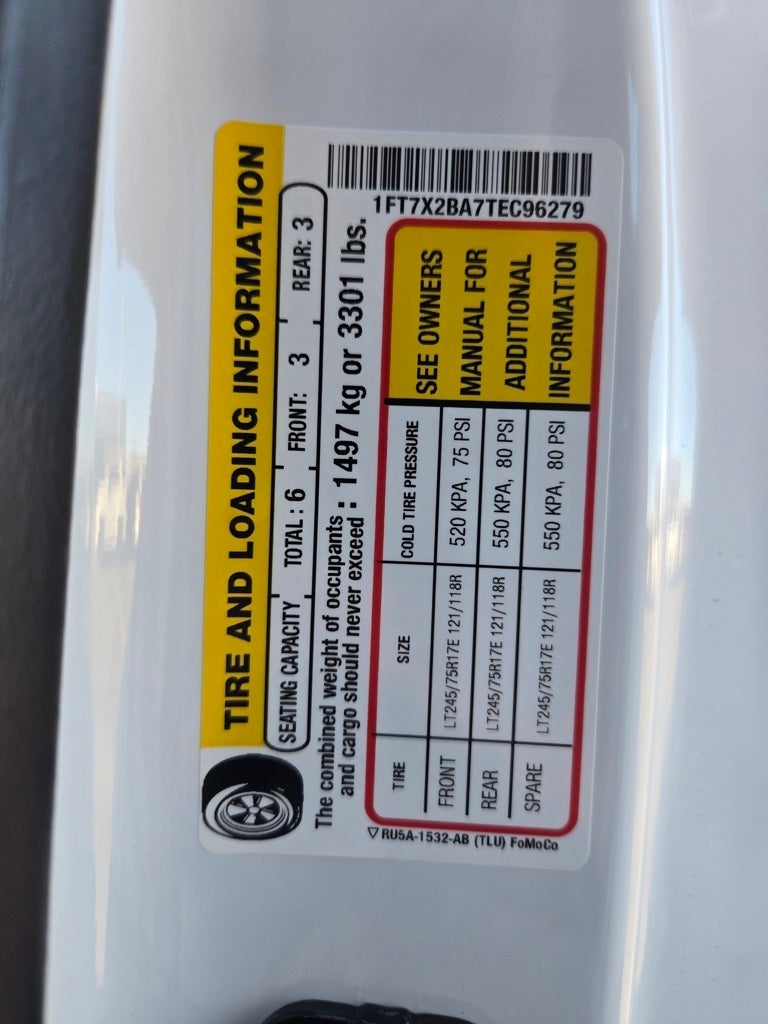 TIRE AND LOADING INFORMATION
SEATING CAPACITY TOTAL : 6 FRONT: 3 REAR: 3
The combined weight of occupants
and cargo should never exceed : 1497 kg or 3301 lbs.
1FT7X2BA7TEC96279
TIRE SIZE COLD TIRE PRESSURE
FRONT LT245/75R17E 121/118R 520 KPA, 75 PSI
REAR LT245/75R17E 121/118R 550 KPA, 80 PSI
SPARE LT245/75R17E 121/118R 550 KPA, 80 PSI
SEE OWNERS
MANUAL FOR
ADDITIONAL
INFORMATION
RU5A-1532-AB (TLU) FoMoCo